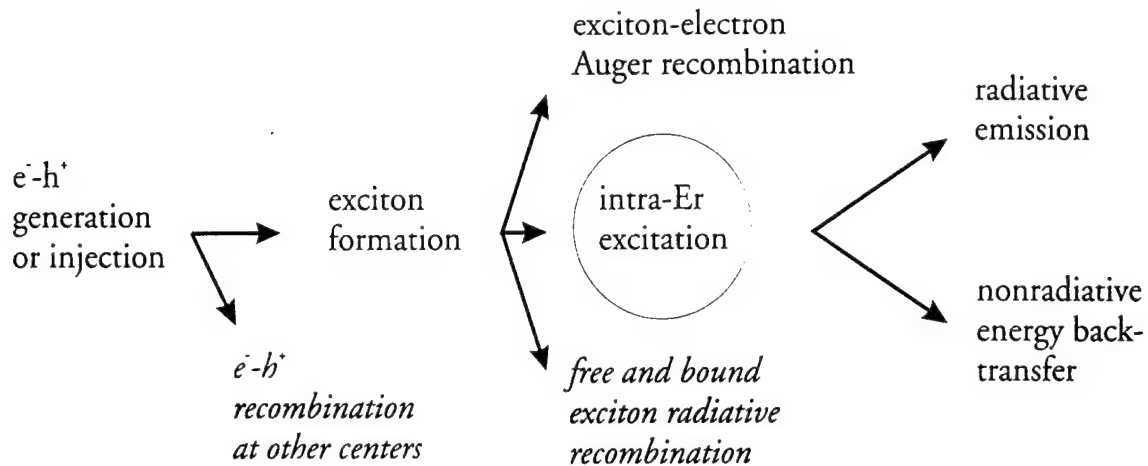 e⁻-h⁺
generation
or injection
e⁻-h⁺
recombination
at other centers
exciton
formation
exciton-electron
Auger recombination
intra-Er
excitation
free and bound
exciton radiative
recombination
radiative
emission
nonradiative
energy back-
transfer